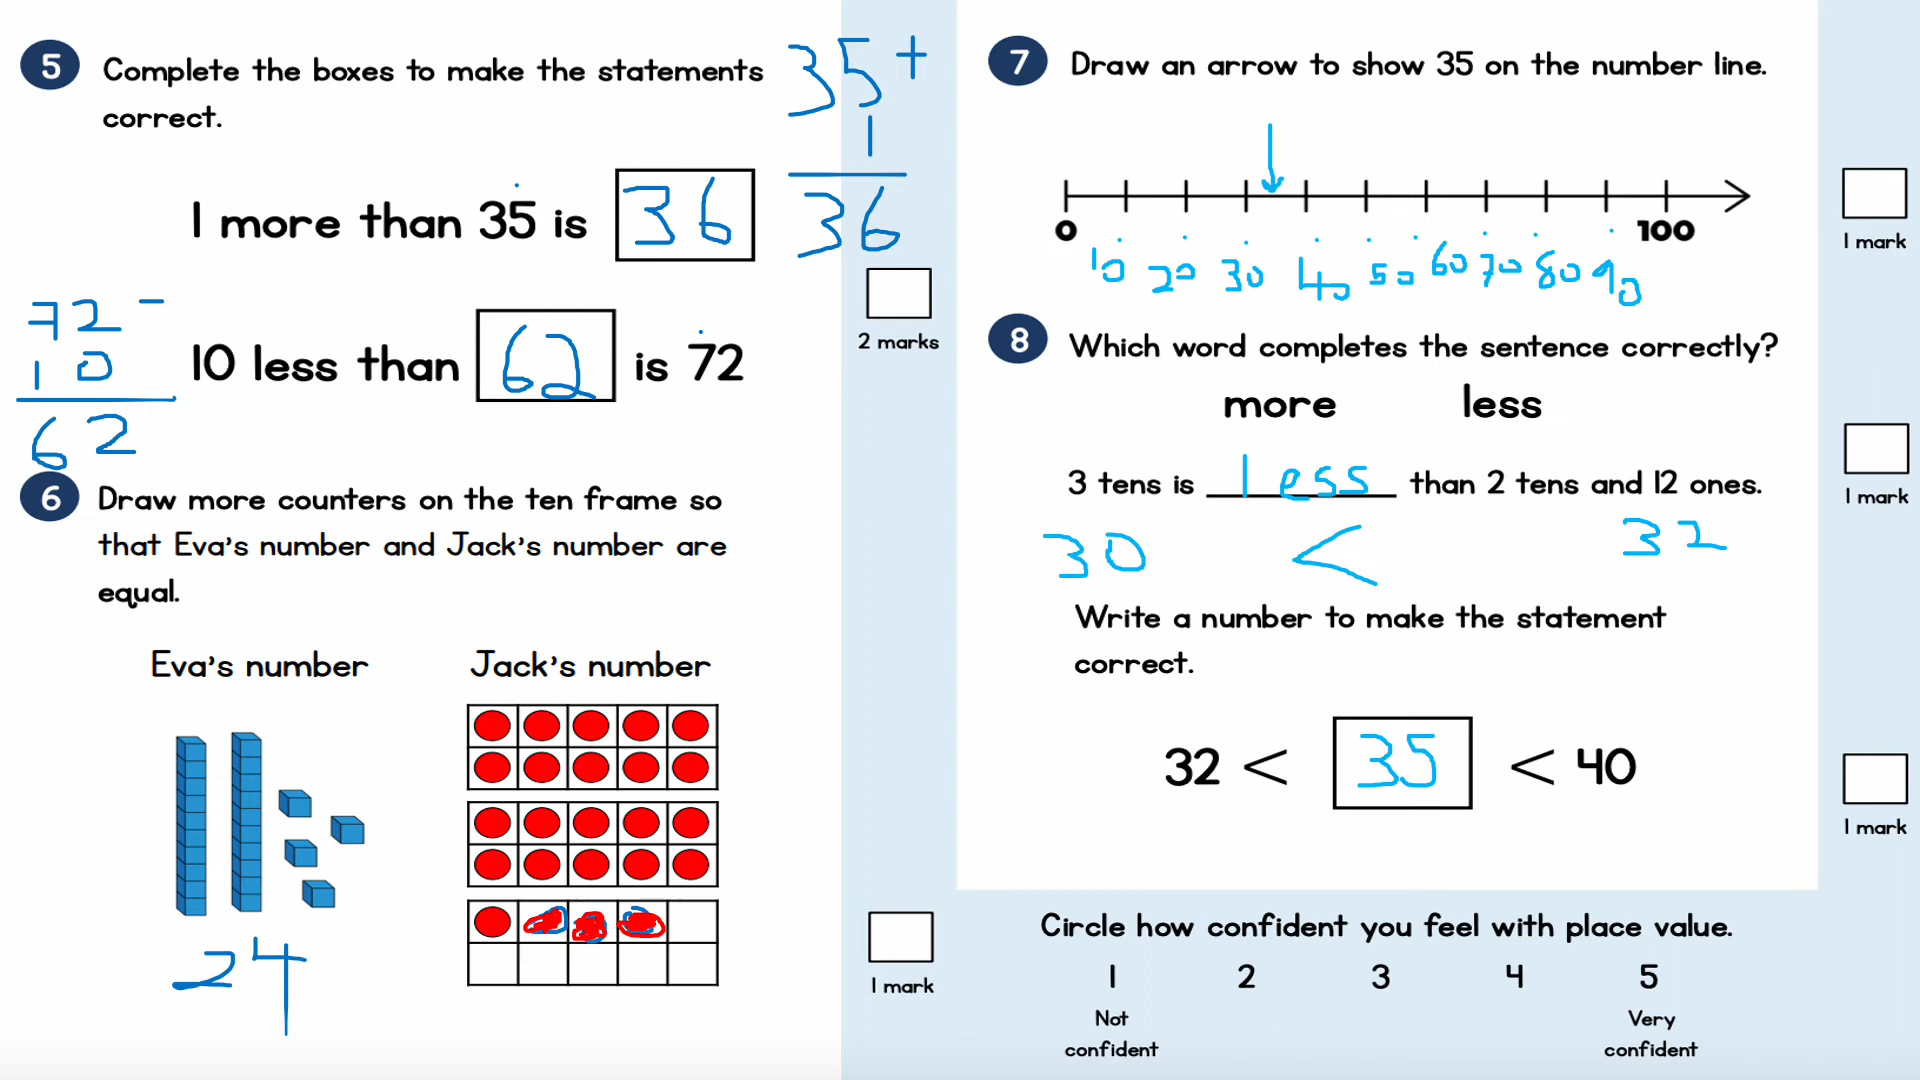 5 Complete the boxes to make the statements
correct.
35 +
1
36
1 more than 35 is 36
2 marks
72 -
10
62
10 less than 62 is 72
6 Draw more counters on the ten frame so
that Eva's number and Jack's number are
equal.
Eva's number Jack's number
24
1 mark
7 Draw an arrow to show 35 on the number line.
0 100
10 20 30 40 50 60 70 80 90
1 mark
8 Which word completes the sentence correctly?
more less
3 tens is less than 2 tens and 12 ones.
30 < 32
1 mark
Write a number to make the statement
correct.
32 < 35 < 40
1 mark
Circle how confident you feel with place value.
1 2 3 4 5
Not Very
confident confident